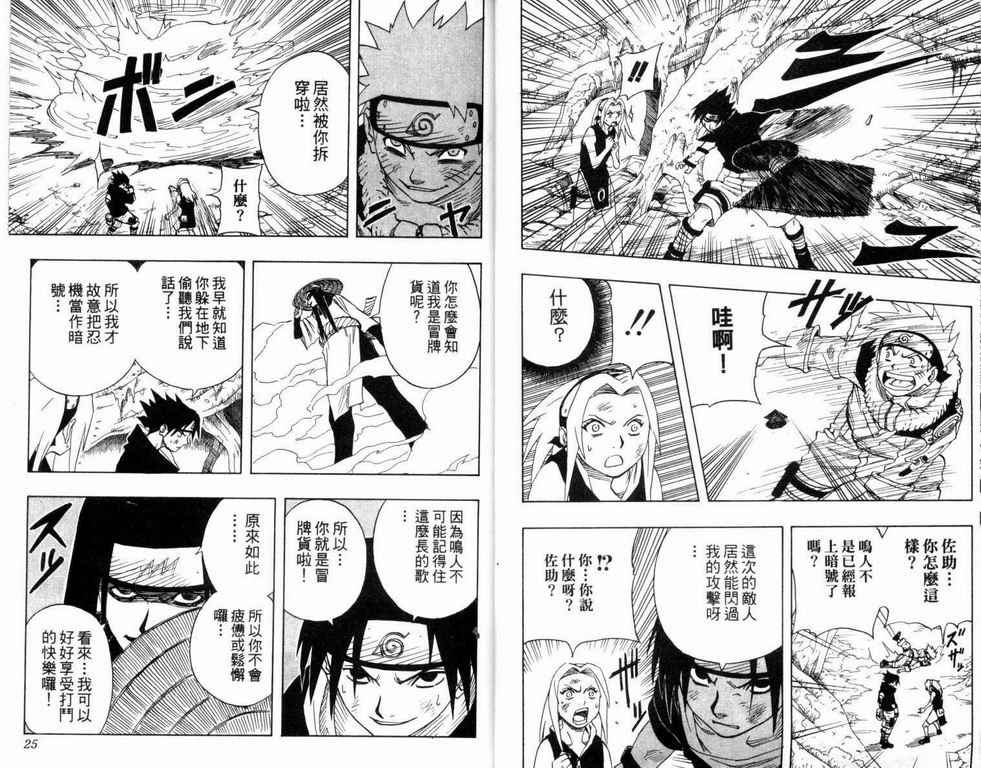 !!
ズ
ザッ
哇啊！
!!
什麼？
ズザッ
佐助…
你怎麼這
樣？
鳴人不
是已經報
上暗號了
嗎？
這次的敵人
居然能閃過
我的攻擊呀
!?
你…你說
什麼呀？
佐助？
ニヤ
居然被你拆
穿啦…
ボン
什麼？
你怎麼會知
道我是冒牌
貨呢？
我早就知道
你躲在地下
偷聽我們說
話了…
所以我才
故意把忍
機當作暗
號…
因為鳴人不
可能記得住
這麼長的歌
…
所以…
你就是冒
牌貨啦！
原來如此
……
所以你不會
疲憊或鬆懈
囉…
ズッ
看來…我可以
好好享受打鬥
的快樂囉！
25